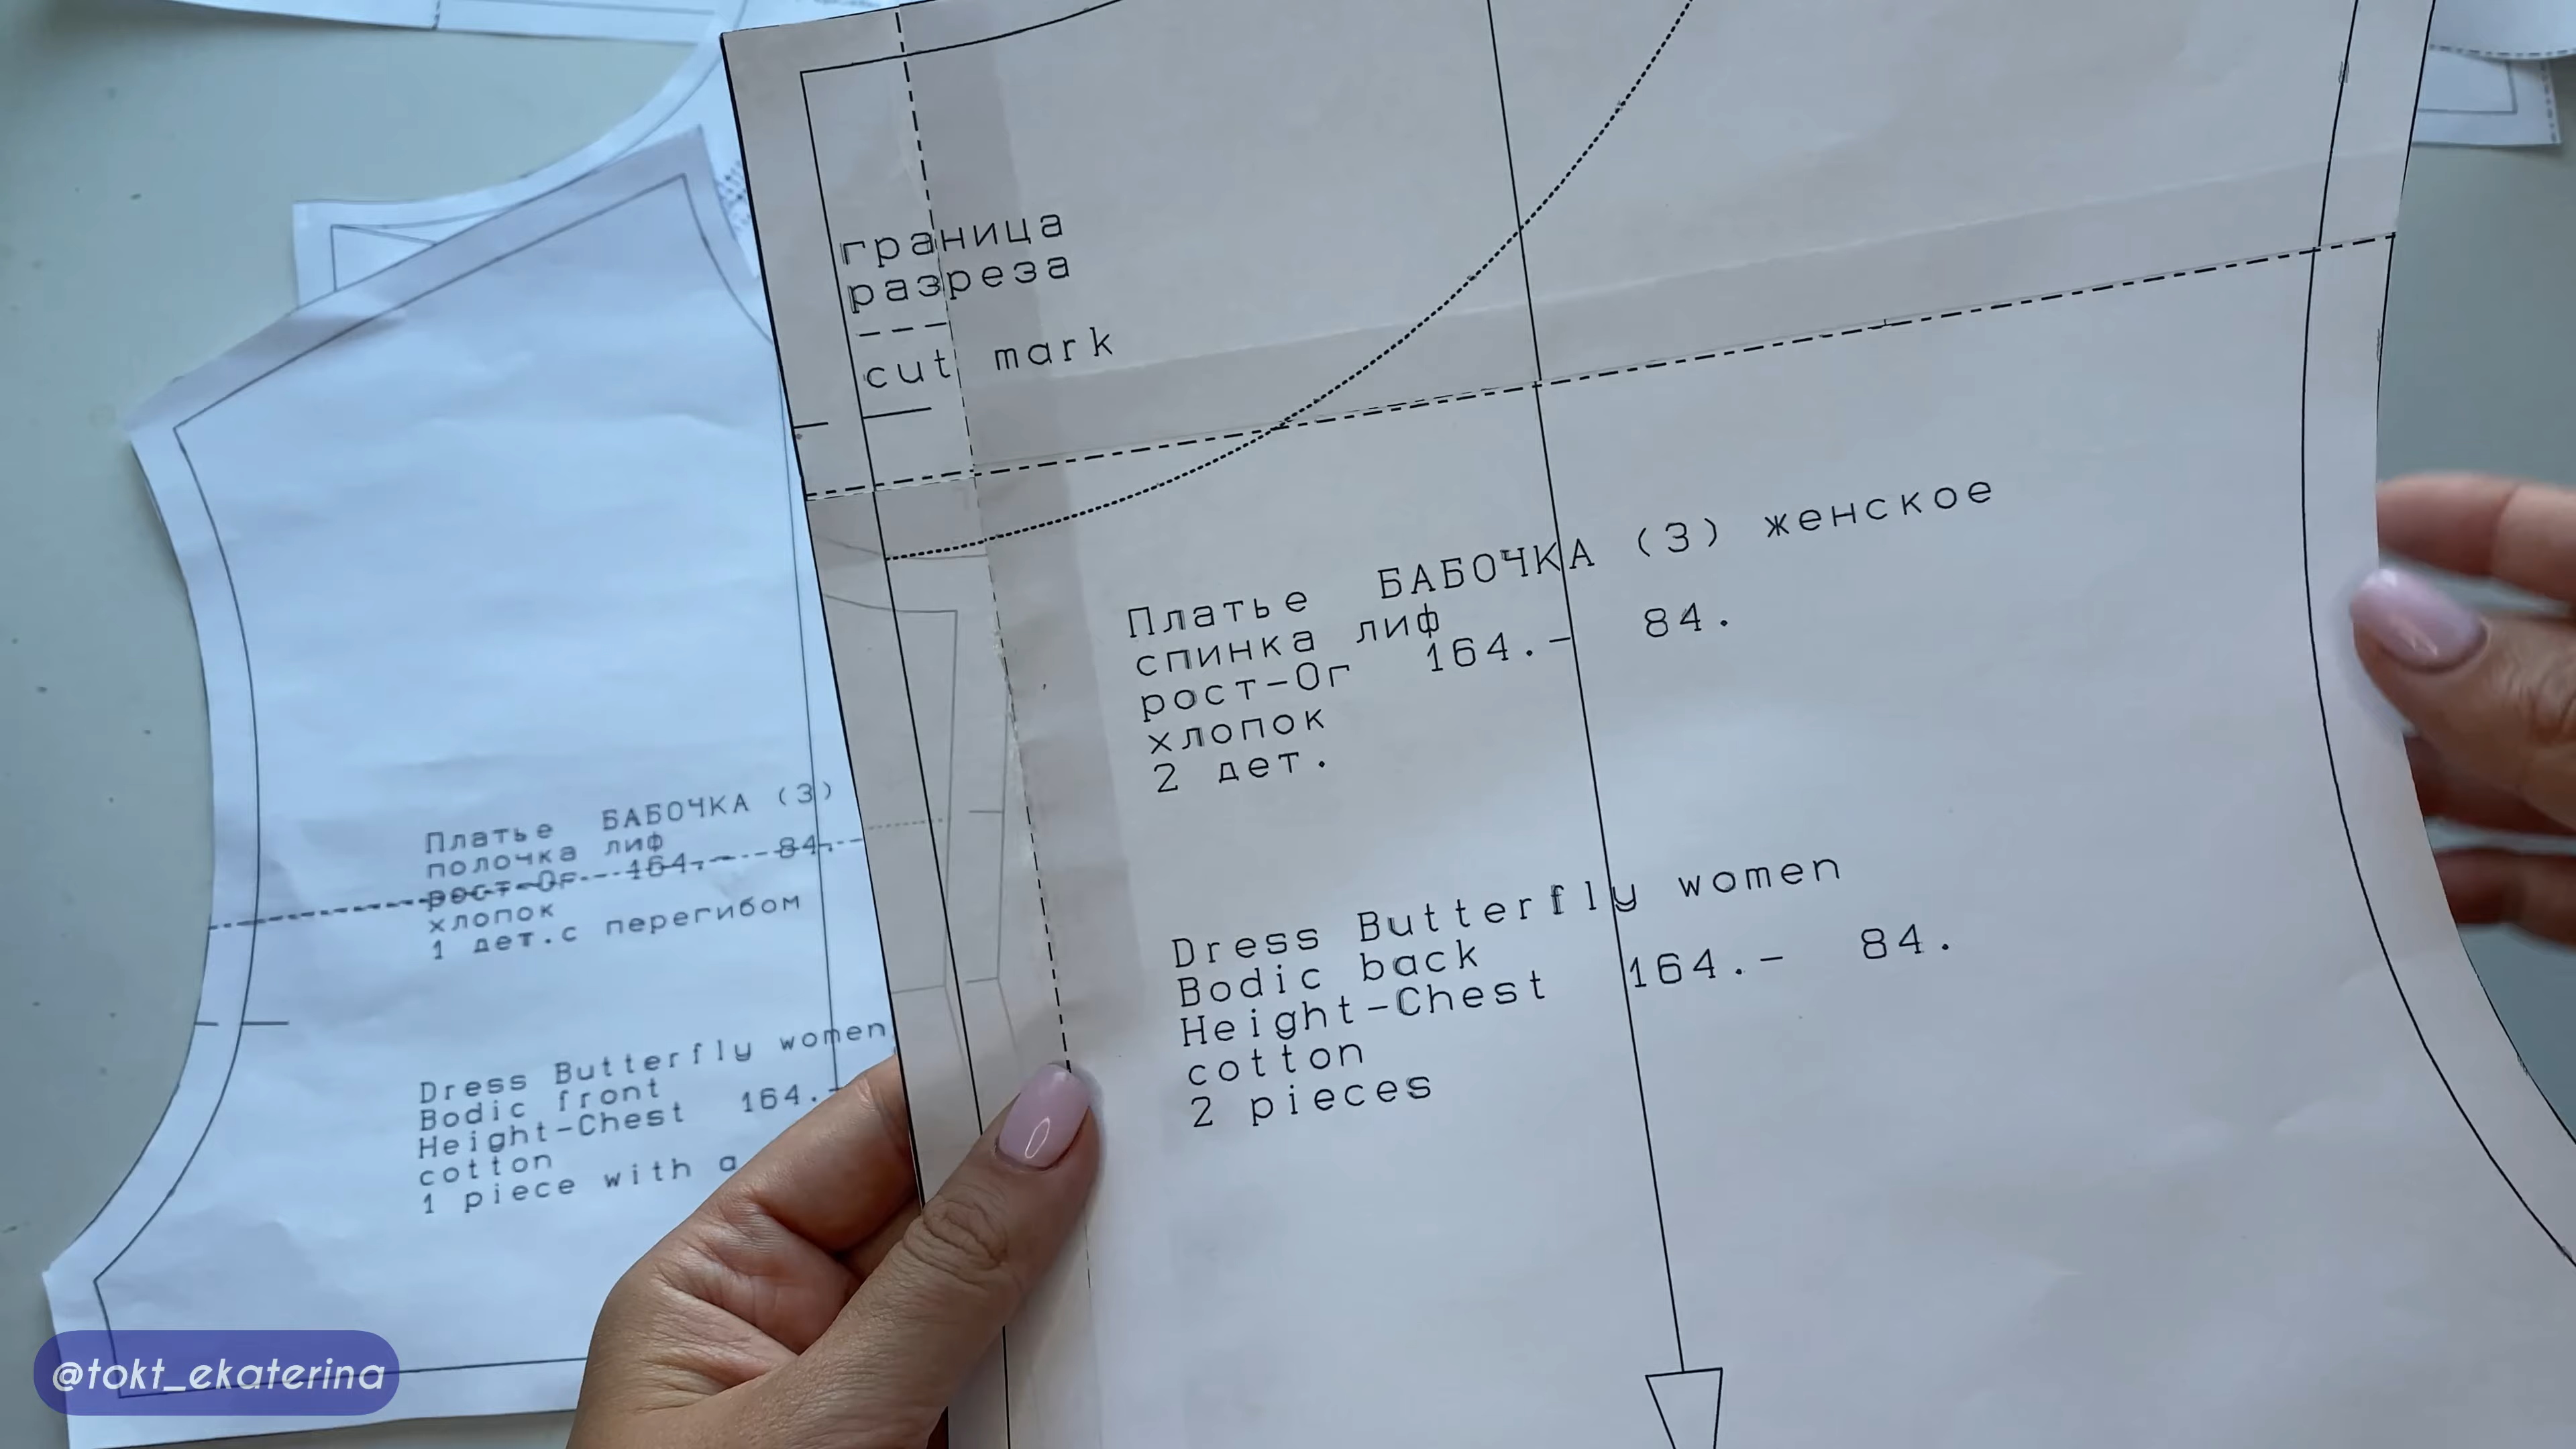 граница
разреза
cut mark
Платье БАБОЧКА (3) женское
спинка лиф
рост-Ог 164.- 84.
хлопок
2 дет.
Dress Butterfly women
Bodic back
Height-Chest 164.- 84.
cotton
2 pieces
Платье БАБОЧКА (3)
полочка лиф
рост-Ог 164.- 84.
хлопок
1 дет.с перегибом
Dress Butterfly women
Bodic front
Height-Chest 164.-
cotton
1 piece with a
@tokt_ekaterina